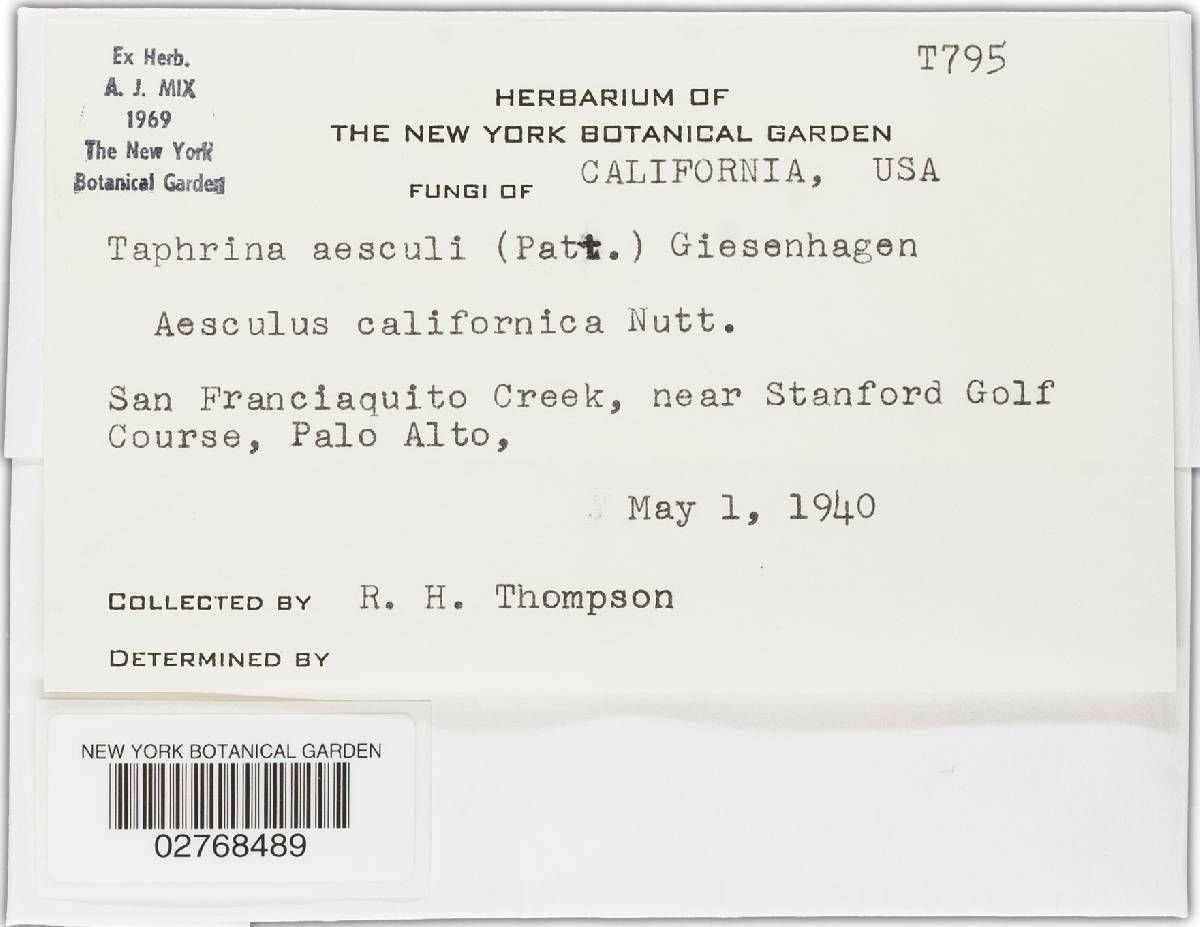 Ex Herb.
A. J. MIX
1969
The New York
Botanical Garden
T795
HERBARIUM OF
THE NEW YORK BOTANICAL GARDEN
FUNGI OF CALIFORNIA, USA
Taphrina aesculi (Patt.) Giesenhagen
Aesculus californica Nutt.
San Franciaquito Creek, near Stanford Golf
Course, Palo Alto,
May 1, 1940
COLLECTED BY R. H. Thompson
DETERMINED BY
NEW YORK BOTANICAL GARDEN
02768489